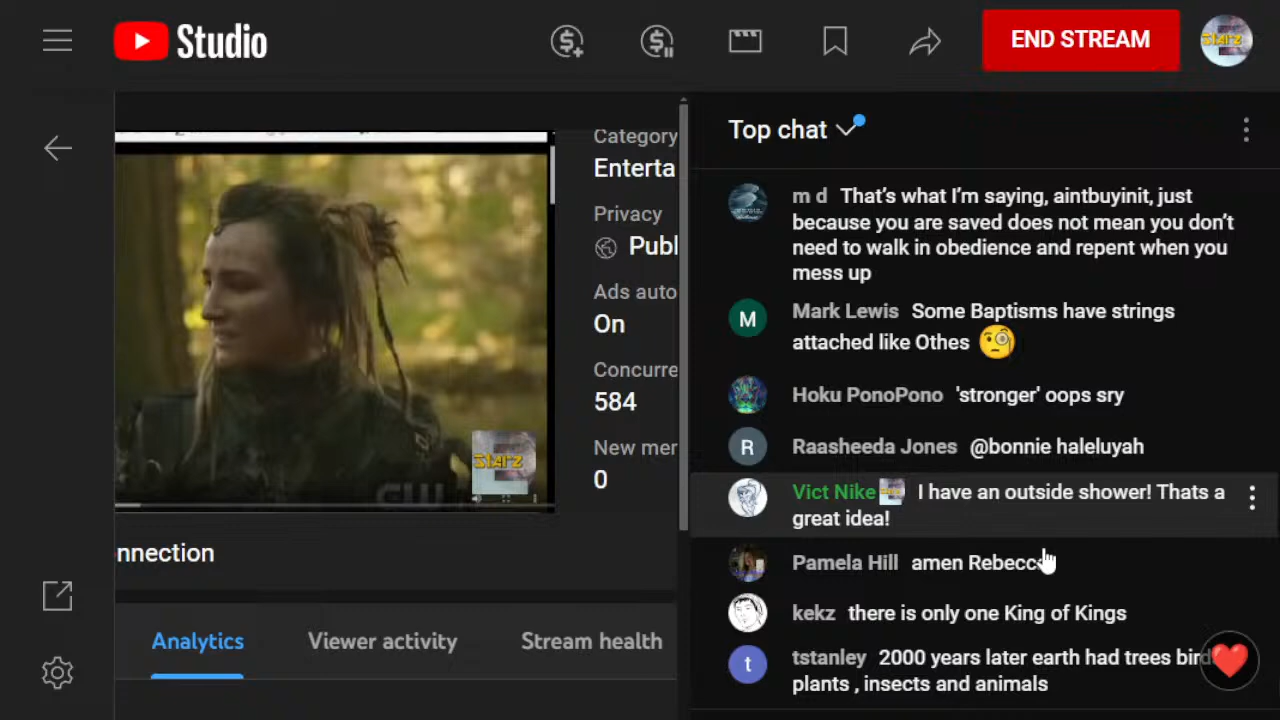 Studio
END STREAM
Starz
Category
Enterta
Privacy
Publ
Ads auto
On
Concurre
584
New mer
0
Starz
nnection
Analytics
Viewer activity
Stream health
Top chat
m d That's what I'm saying, aintbuyinit, just
because you are saved does not mean you don't
need to walk in obedience and repent when you
mess up
M
Mark Lewis Some Baptisms have strings
attached like Othes
Hoku PonoPono 'stronger' oops sry
R
Raasheeda Jones @bonnie haleluyah
Vict Nike I have an outside shower! Thats a
great idea!
Pamela Hill amen Rebecc
kekz there is only one King of Kings
t
tstanley 2000 years later earth had trees bird
plants , insects and animals